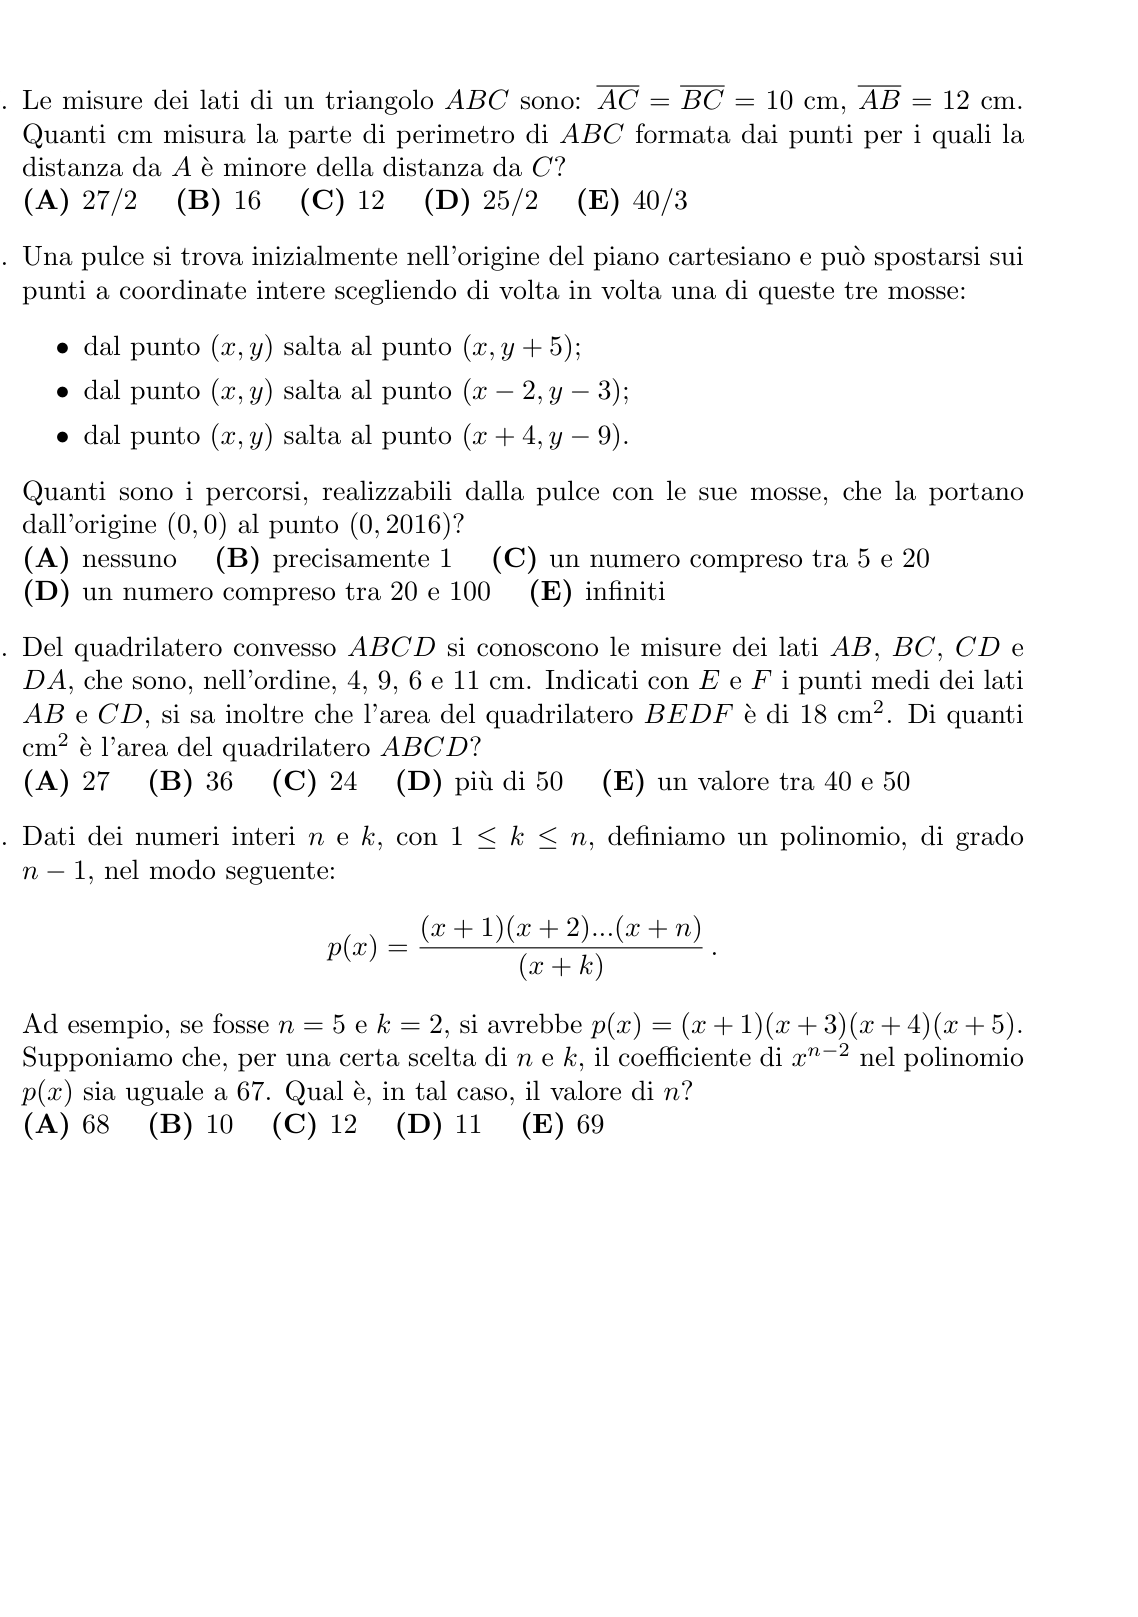 . Le misure dei lati di un triangolo ABC sono: A̅C̅ = B̅C̅ = 10 cm, A̅B̅ = 12 cm.
Quanti cm misura la parte di perimetro di ABC formata dai punti per i quali la
distanza da A è minore della distanza da C?
(A) 27/2 (B) 16 (C) 12 (D) 25/2 (E) 40/3
. Una pulce si trova inizialmente nell'origine del piano cartesiano e può spostarsi sui
punti a coordinate intere scegliendo di volta in volta una di queste tre mosse:
• dal punto (x, y) salta al punto (x, y + 5);
• dal punto (x, y) salta al punto (x − 2, y − 3);
• dal punto (x, y) salta al punto (x + 4, y − 9).
Quanti sono i percorsi, realizzabili dalla pulce con le sue mosse, che la portano
dall'origine (0, 0) al punto (0, 2016)?
(A) nessuno (B) precisamente 1 (C) un numero compreso tra 5 e 20
(D) un numero compreso tra 20 e 100 (E) infiniti
. Del quadrilatero convesso ABCD si conoscono le misure dei lati AB, BC, CD e
DA, che sono, nell'ordine, 4, 9, 6 e 11 cm. Indicati con E e F i punti medi dei lati
AB e CD, si sa inoltre che l'area del quadrilatero BEDF è di 18 cm². Di quanti
cm² è l'area del quadrilatero ABCD?
(A) 27 (B) 36 (C) 24 (D) più di 50 (E) un valore tra 40 e 50
. Dati dei numeri interi n e k, con 1 ≤ k ≤ n, definiamo un polinomio, di grado
n − 1, nel modo seguente:
p(x) = (x + 1)(x + 2)...(x + n) / (x + k) .
Ad esempio, se fosse n = 5 e k = 2, si avrebbe p(x) = (x + 1)(x + 3)(x + 4)(x + 5).
Supponiamo che, per una certa scelta di n e k, il coefficiente di xⁿ⁻² nel polinomio
p(x) sia uguale a 67. Qual è, in tal caso, il valore di n?
(A) 68 (B) 10 (C) 12 (D) 11 (E) 69